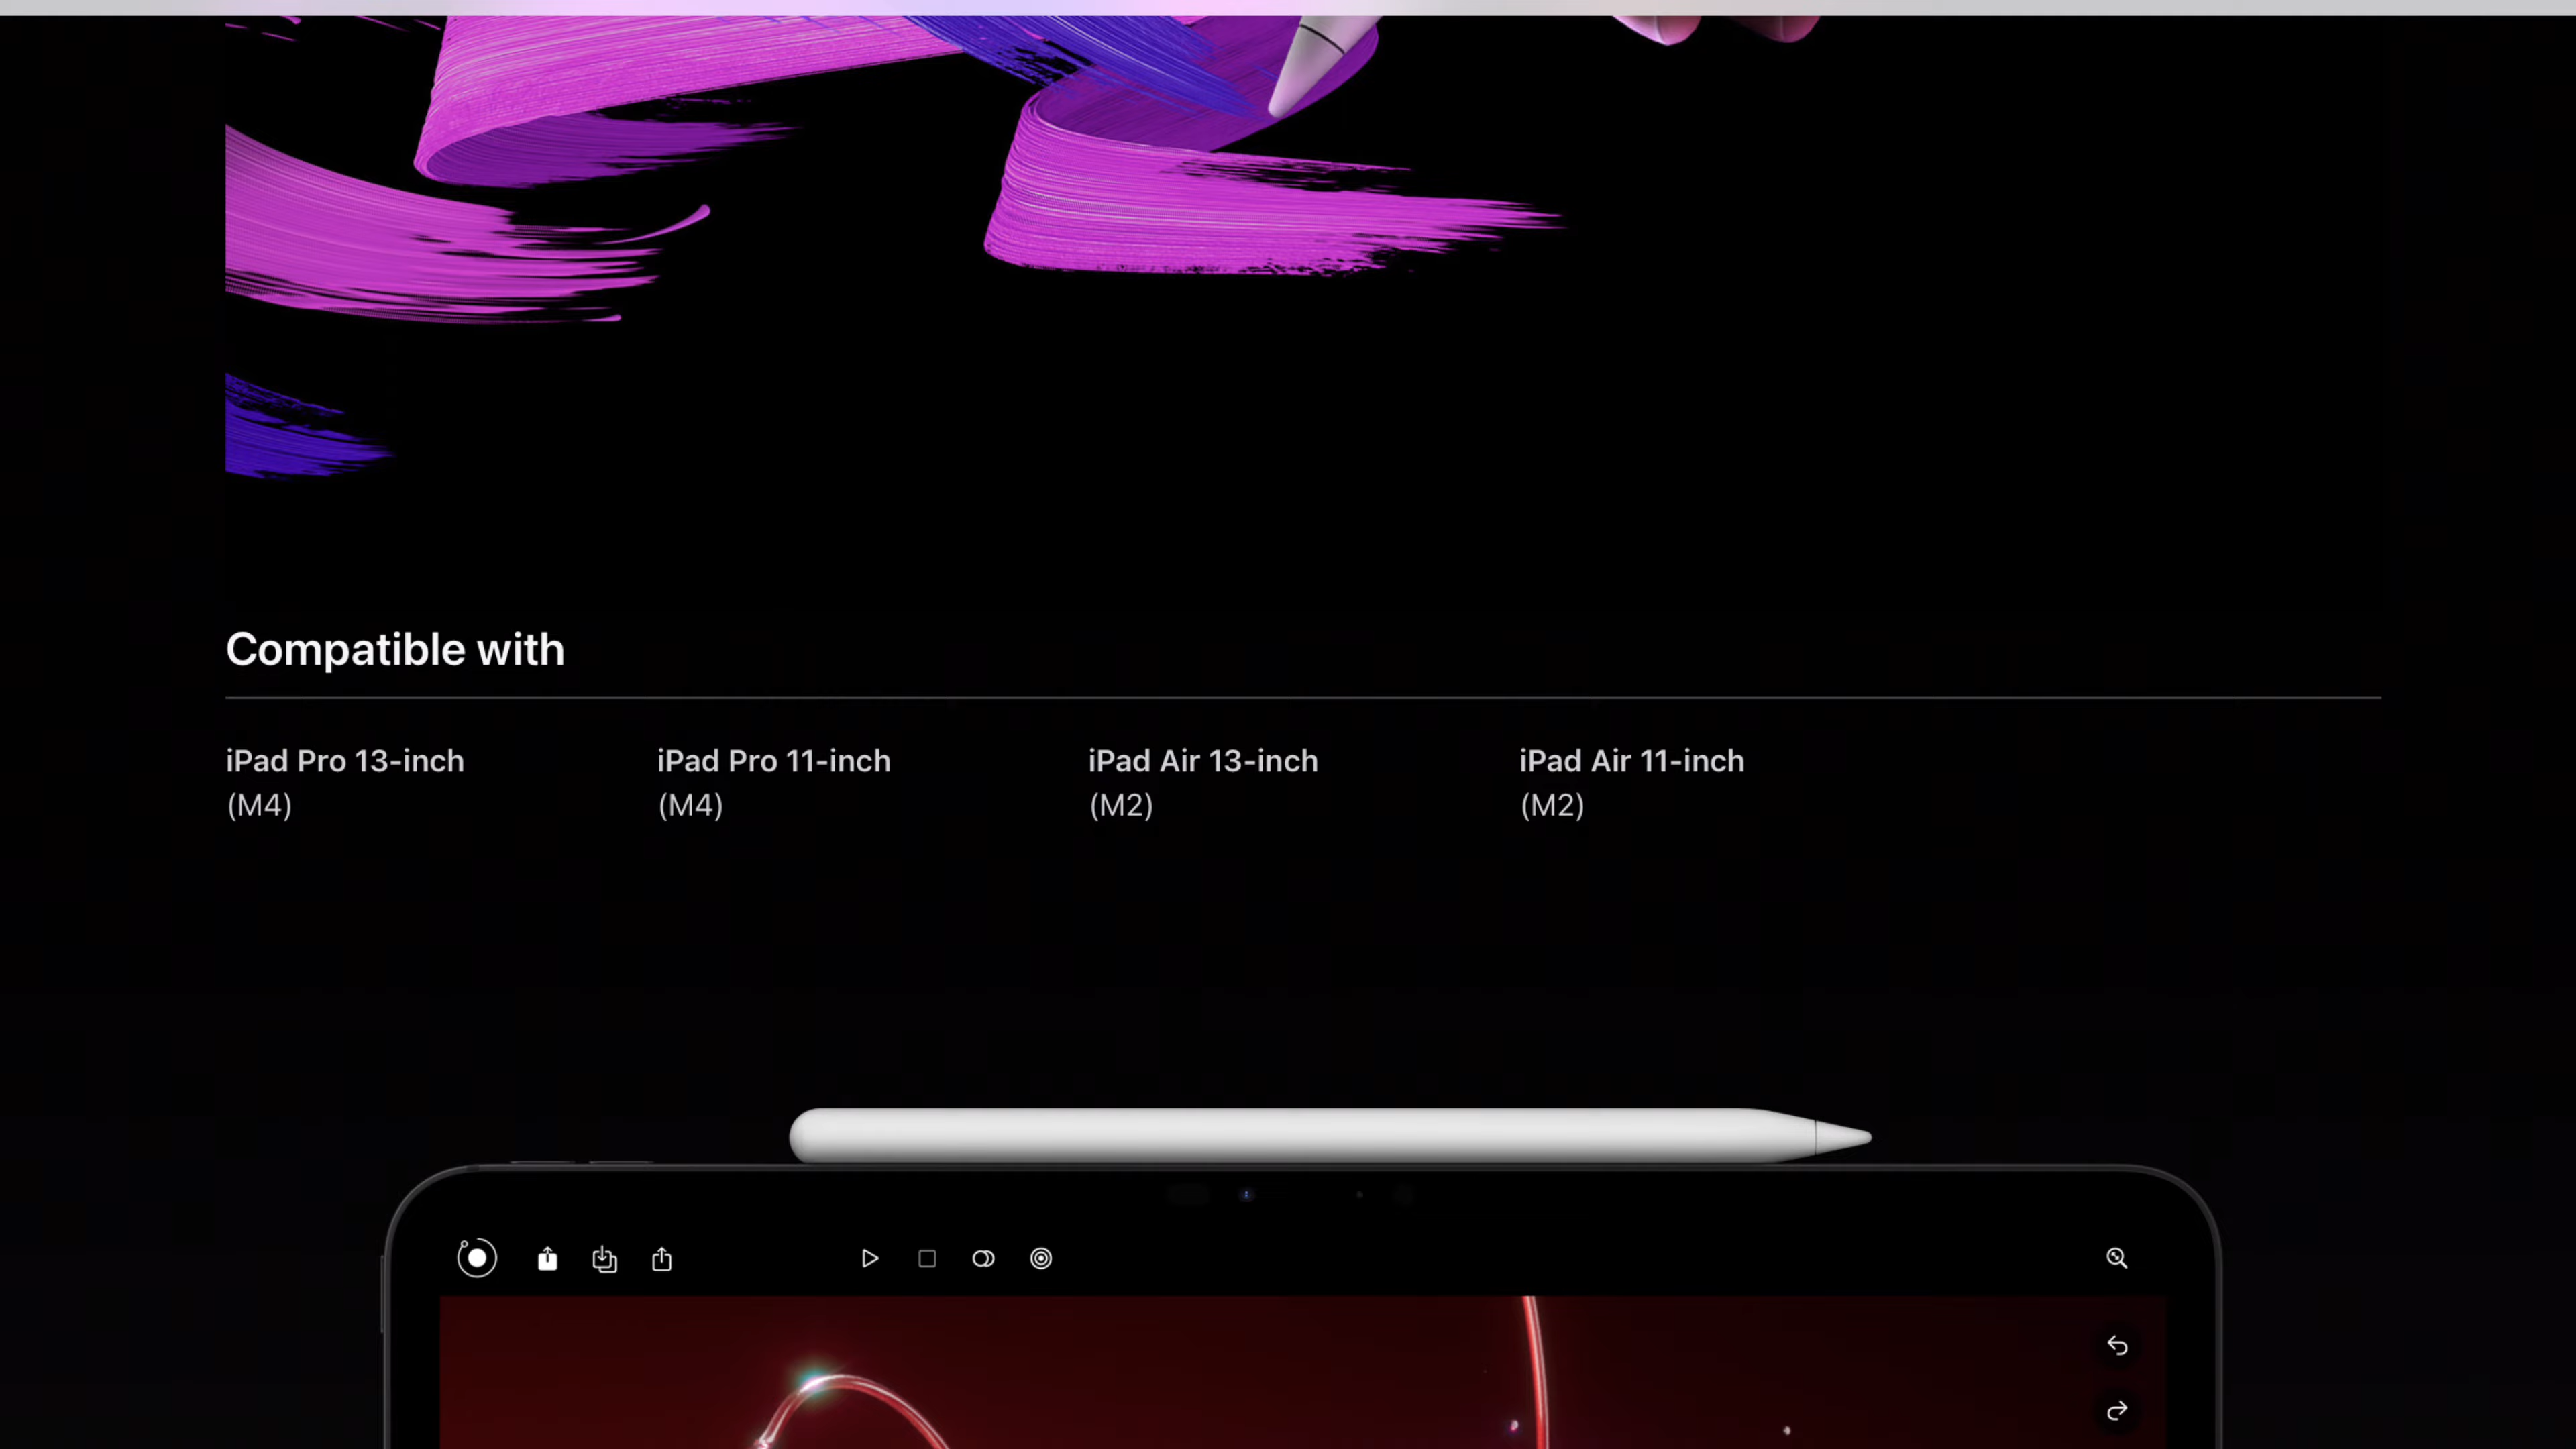 Compatible with
iPad Pro 13-inch
(M4)
iPad Pro 11-inch
(M4)
iPad Air 13-inch
(M2)
iPad Air 11-inch
(M2)